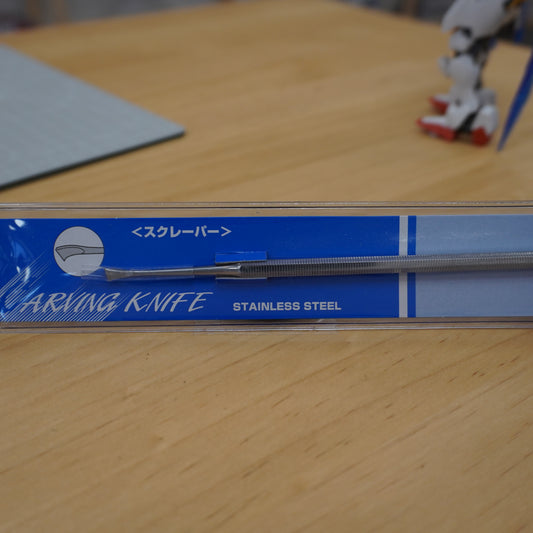 <スクレーパー>
ARVING KNIFE
STAINLESS STEEL